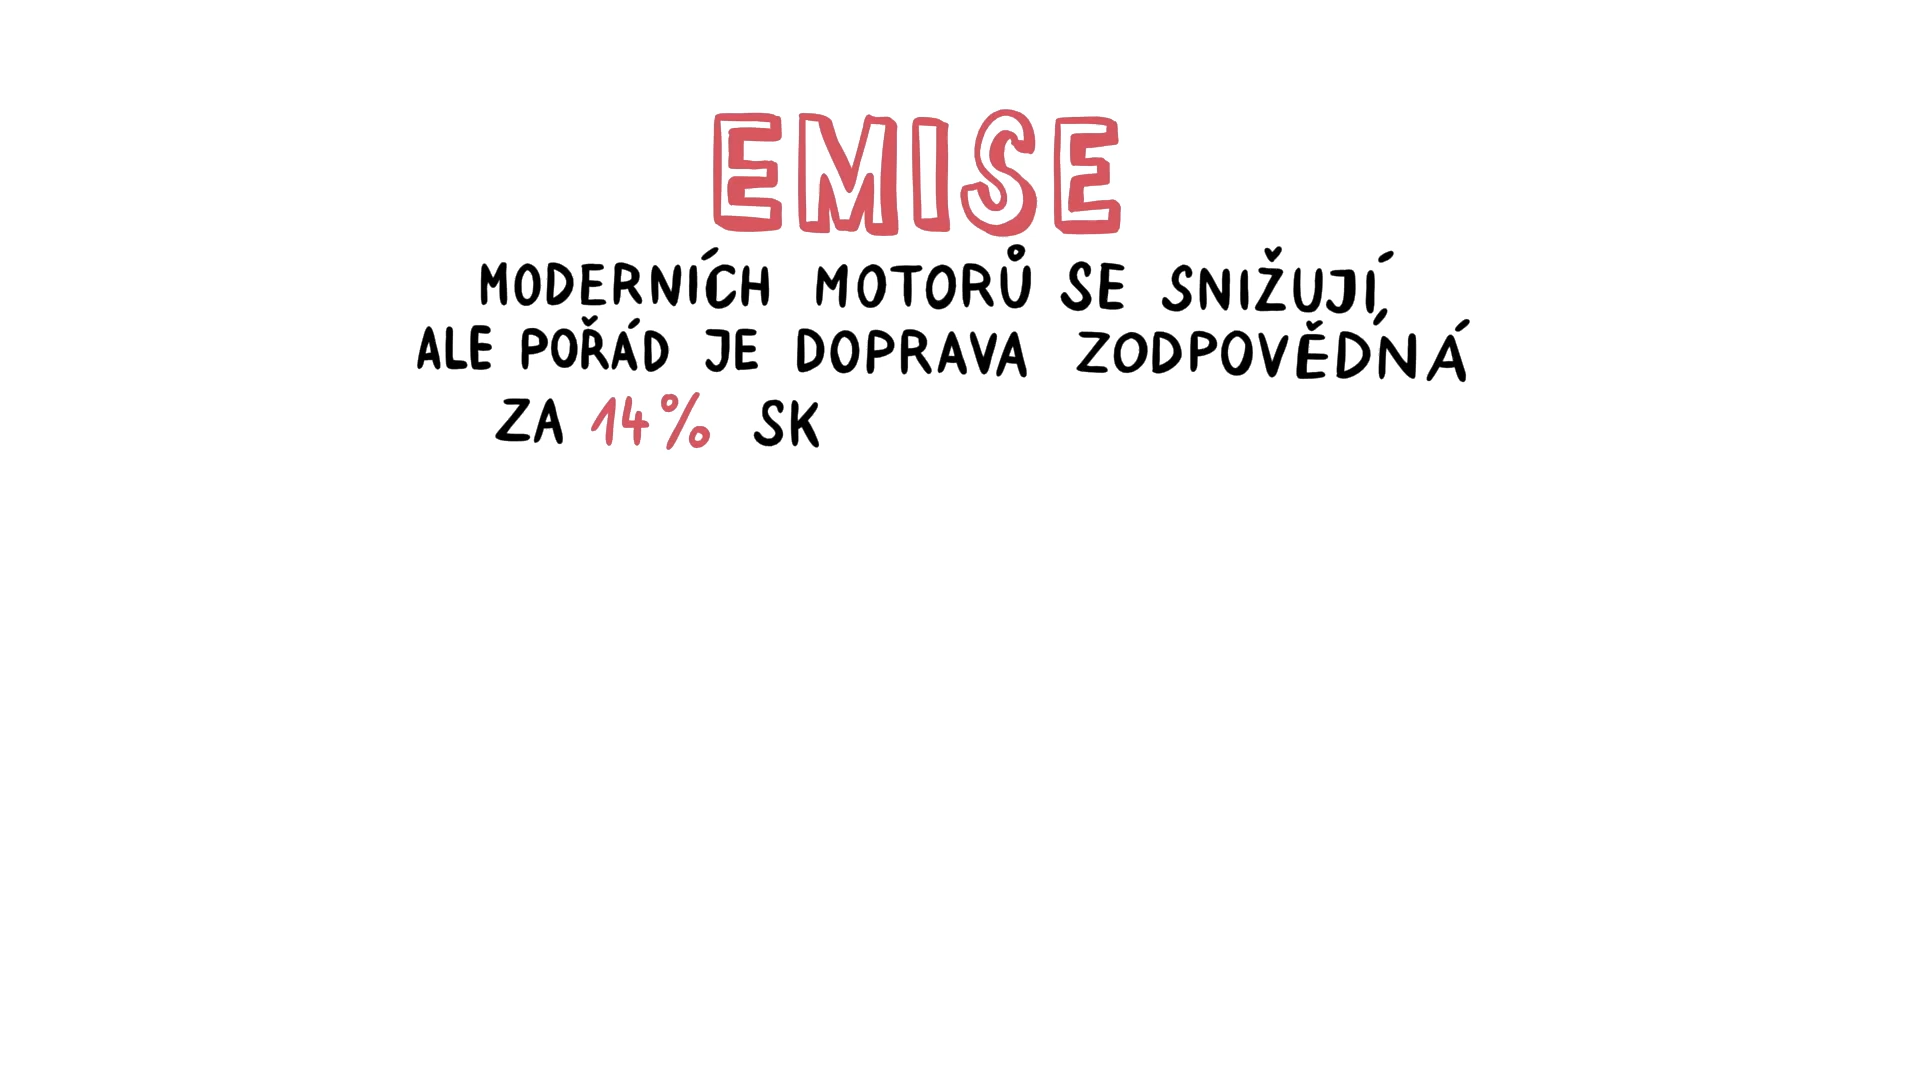 EMISE
MODERNÍCH MOTORŮ SE SNIŽUJÍ,
ALE POŘÁD JE DOPRAVA ZODPOVĚDNÁ
ZA 14% SK